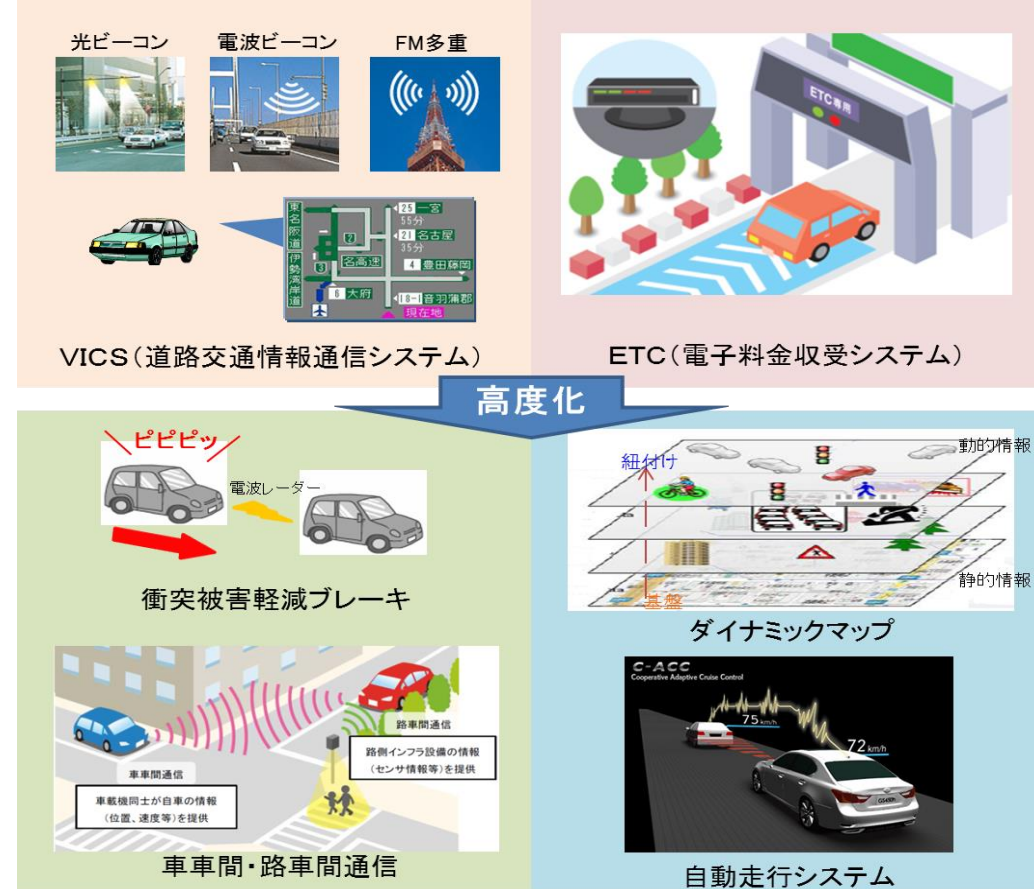 光ビーコン
電波ビーコン
FM多重
東名阪道
伊勢湾岸道
25 一宮
55分
21 名古屋
35分
2
名高速
4 豊田藤岡
3
6 大府
18-1 音羽蒲郡
現在地
VICS（道路交通情報通信システム）
ETC専用
ETC（電子料金収受システム）
高度化
ピピピッ
電波レーダー
衝突被害軽減ブレーキ
紐付け
動的情報
静的情報
基盤
ダイナミックマップ
路車間通信
路側インフラ設備の情報
（センサ情報等）を提供
車車間通信
車載機同士が自車の情報
（位置、速度等）を提供
車車間・路車間通信
C-ACC
Cooperative Adaptive Cruise Control
75 km/h
72 km/h
自動走行システム